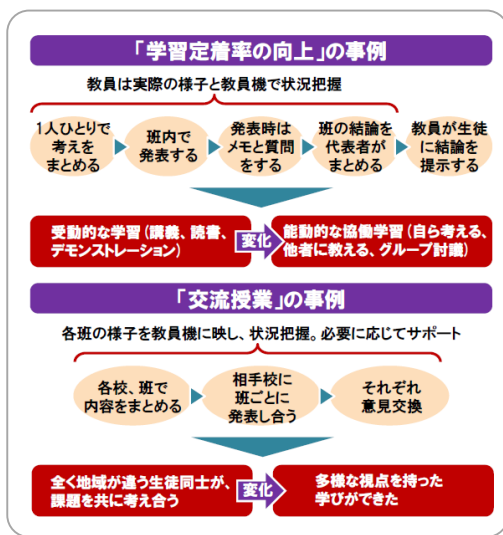 「学習定着率の向上」の事例
教員は実際の様子と教員機で状況把握
1人ひとりで
考えを
まとめる
班内で
発表する
発表時は
メモと質問
をする
班の結論を
代表者が
まとめる
教員が生徒
に結論を
提示する
受動的な学習(講義、読書、
デモンストレーション)
変化
能動的な協働学習(自ら考える、
他者に教える、グループ討議)
「交流授業」の事例
各班の様子を教員機に映し、状況把握。必要に応じてサポート
各校、班で
内容をまとめる
相手校に
班ごとに
発表し合う
それぞれ
意見交換
全く地域が違う生徒同士が、
課題を共に考え合う
変化
多様な視点を持った
学びができた